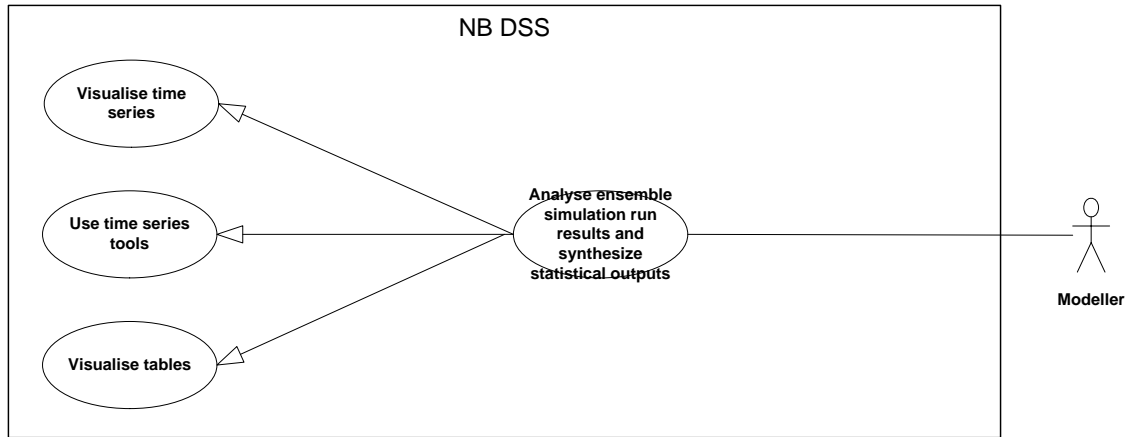 NB DSS
Visualise time
series
Use time series
tools
Visualise tables
Analyse ensemble
simulation run
results and
synthesize
statistical outputs
Modeller